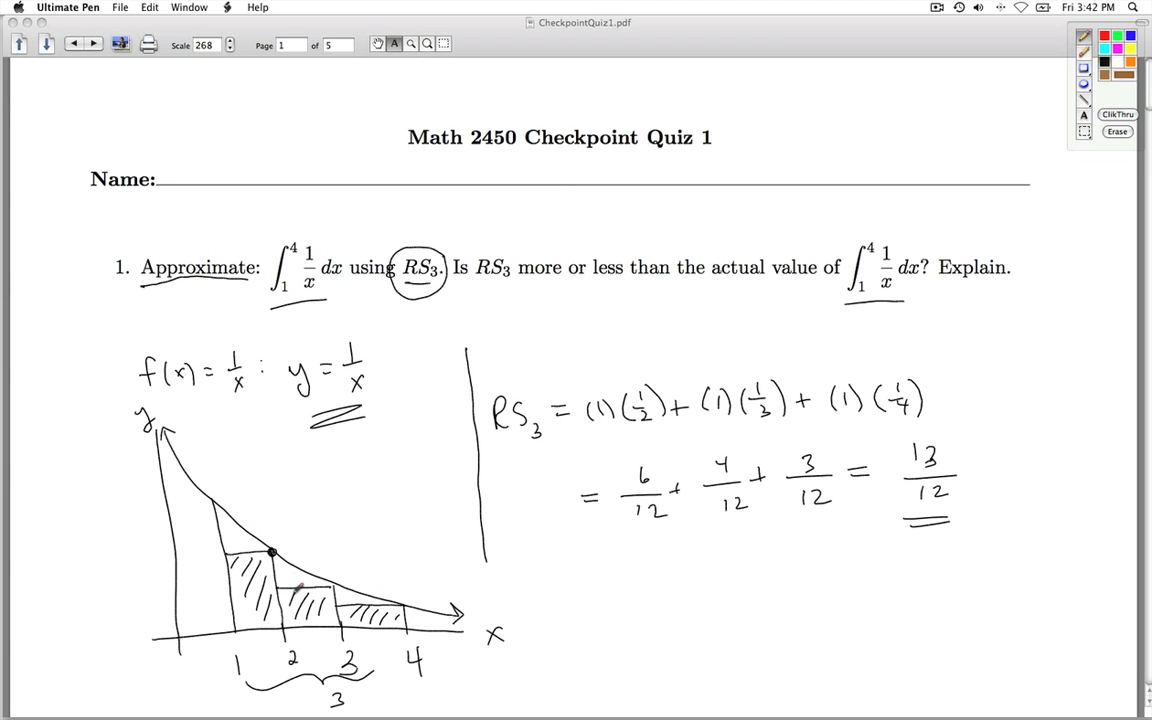 Ultimate Pen File Edit Window Help Fri 3:42 PM
CheckpointQuiz1.pdf
Scale 268 Page 1 of 5 A
A
ClikThru
Erase
Math 2450 Checkpoint Quiz 1
Name:
1. Approximate: ∫₁⁴ 1/x dx using RS₃. Is RS₃ more or less than the actual value of ∫₁⁴ 1/x dx? Explain.
f(x) = 1/x : y = 1/x
RS₃ = (1)(1/2) + (1)(1/3) + (1)(1/4)
= 6/12 + 4/12 + 3/12 = 13/12
y
x
1 2 3 4
3